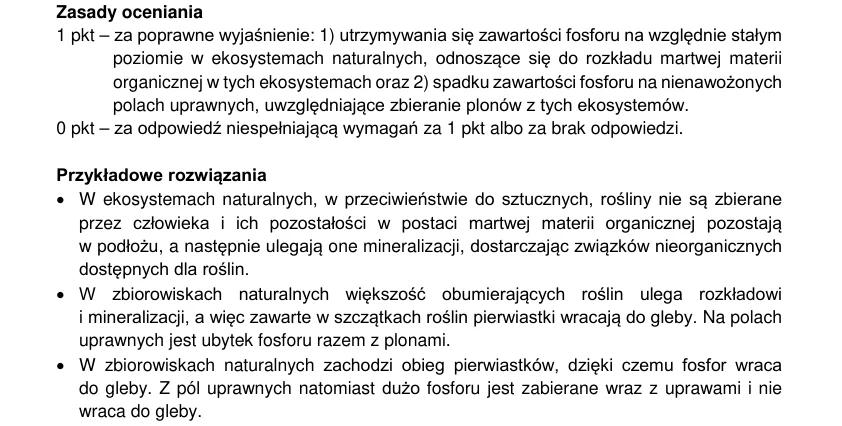 Zasady oceniania
1 pkt – za poprawne wyjaśnienie: 1) utrzymywania się zawartości fosforu na względnie stałym
poziomie w ekosystemach naturalnych, odnoszące się do rozkładu martwej materii
organicznej w tych ekosystemach oraz 2) spadku zawartości fosforu na nienawożonych
polach uprawnych, uwzględniające zbieranie plonów z tych ekosystemów.
0 pkt – za odpowiedź niespełniającą wymagań za 1 pkt albo za brak odpowiedzi.
Przykładowe rozwiązania
• W ekosystemach naturalnych, w przeciwieństwie do sztucznych, rośliny nie są zbierane
przez człowieka i ich pozostałości w postaci martwej materii organicznej pozostają
w podłożu, a następnie ulegają one mineralizacji, dostarczając związków nieorganicznych
dostępnych dla roślin.
• W zbiorowiskach naturalnych większość obumierających roślin ulega rozkładowi
i mineralizacji, a więc zawarte w szczątkach roślin pierwiastki wracają do gleby. Na polach
uprawnych jest ubytek fosforu razem z plonami.
• W zbiorowiskach naturalnych zachodzi obieg pierwiastków, dzięki czemu fosfor wraca
do gleby. Z pól uprawnych natomiast dużo fosforu jest zabierane wraz z uprawami i nie
wraca do gleby.